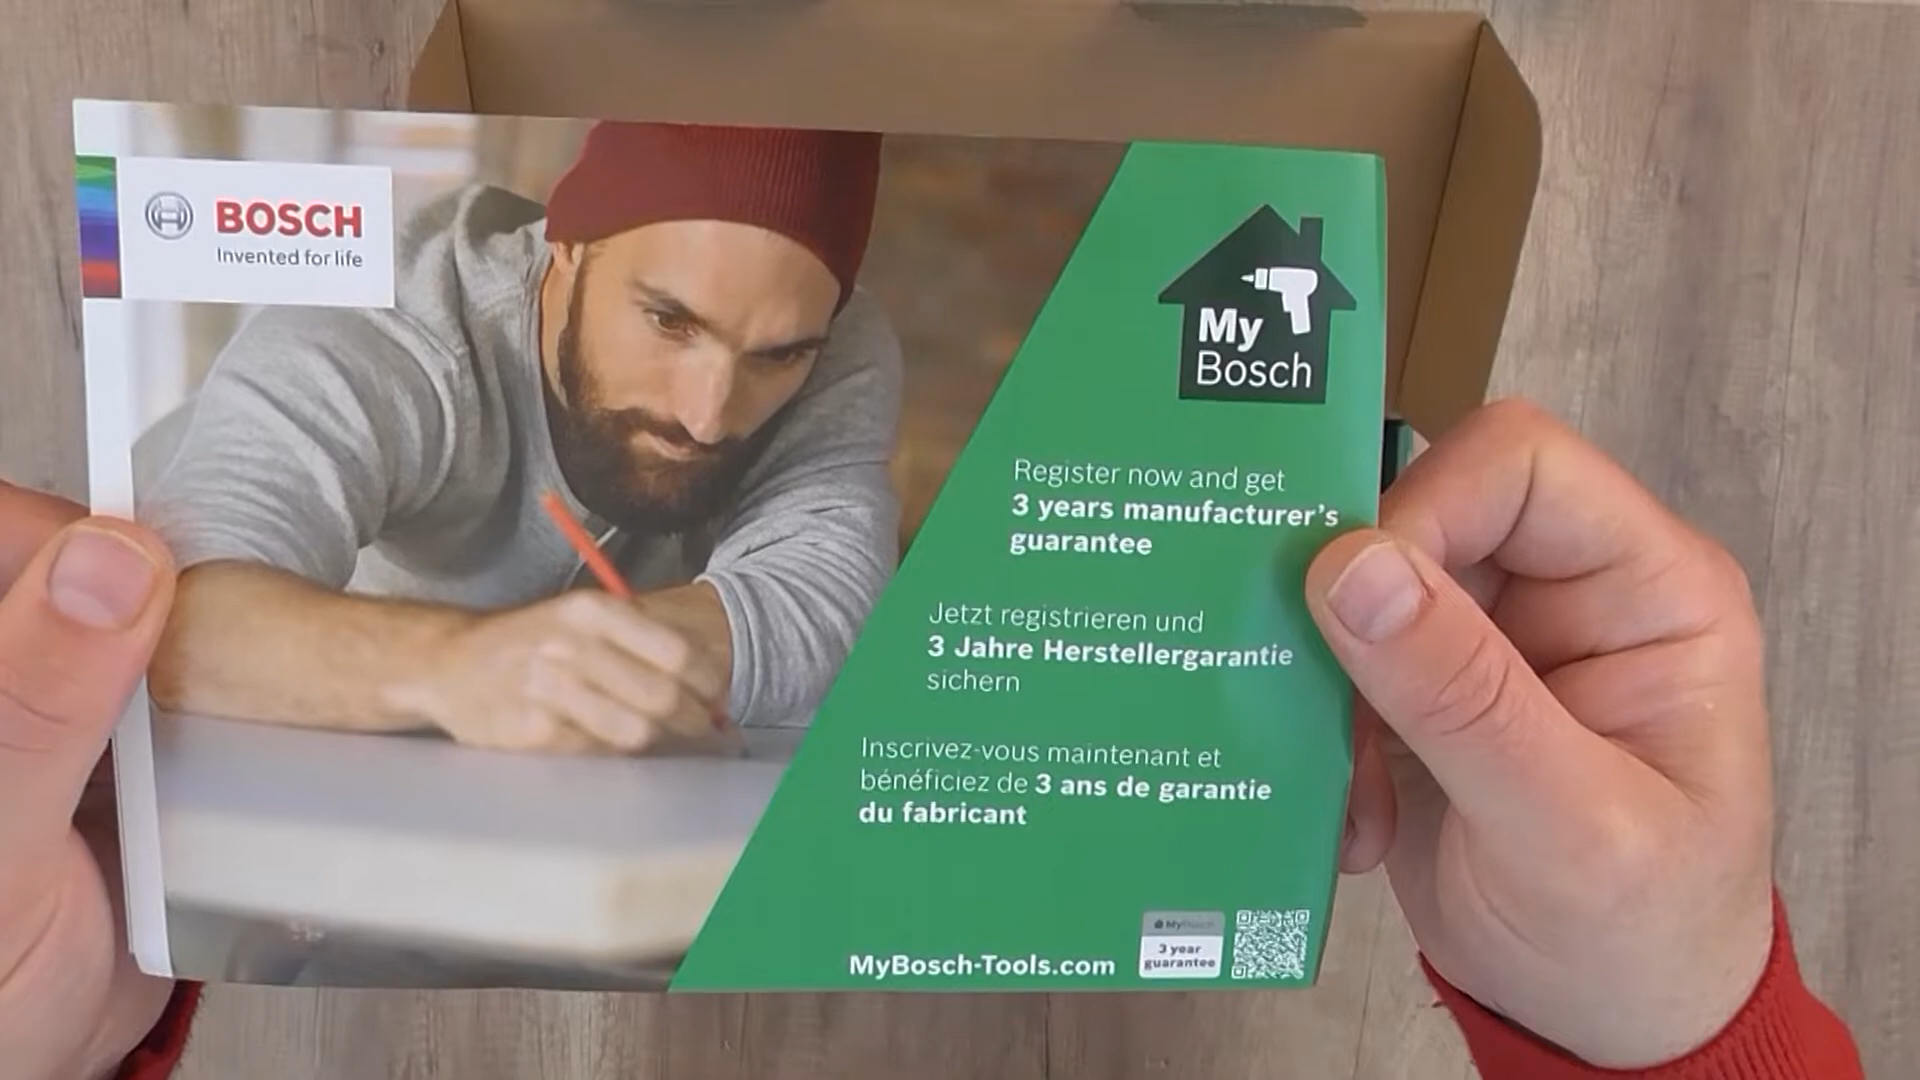 BOSCH
Invented for life
My
Bosch
Register now and get
3 years manufacturer's
guarantee
Jetzt registrieren und
3 Jahre Herstellergarantie
sichern
Inscrivez-vous maintenant et
bénéficiez de 3 ans de garantie
du fabricant
MyBosch-Tools.com
MyBosch
3 year
guarantee